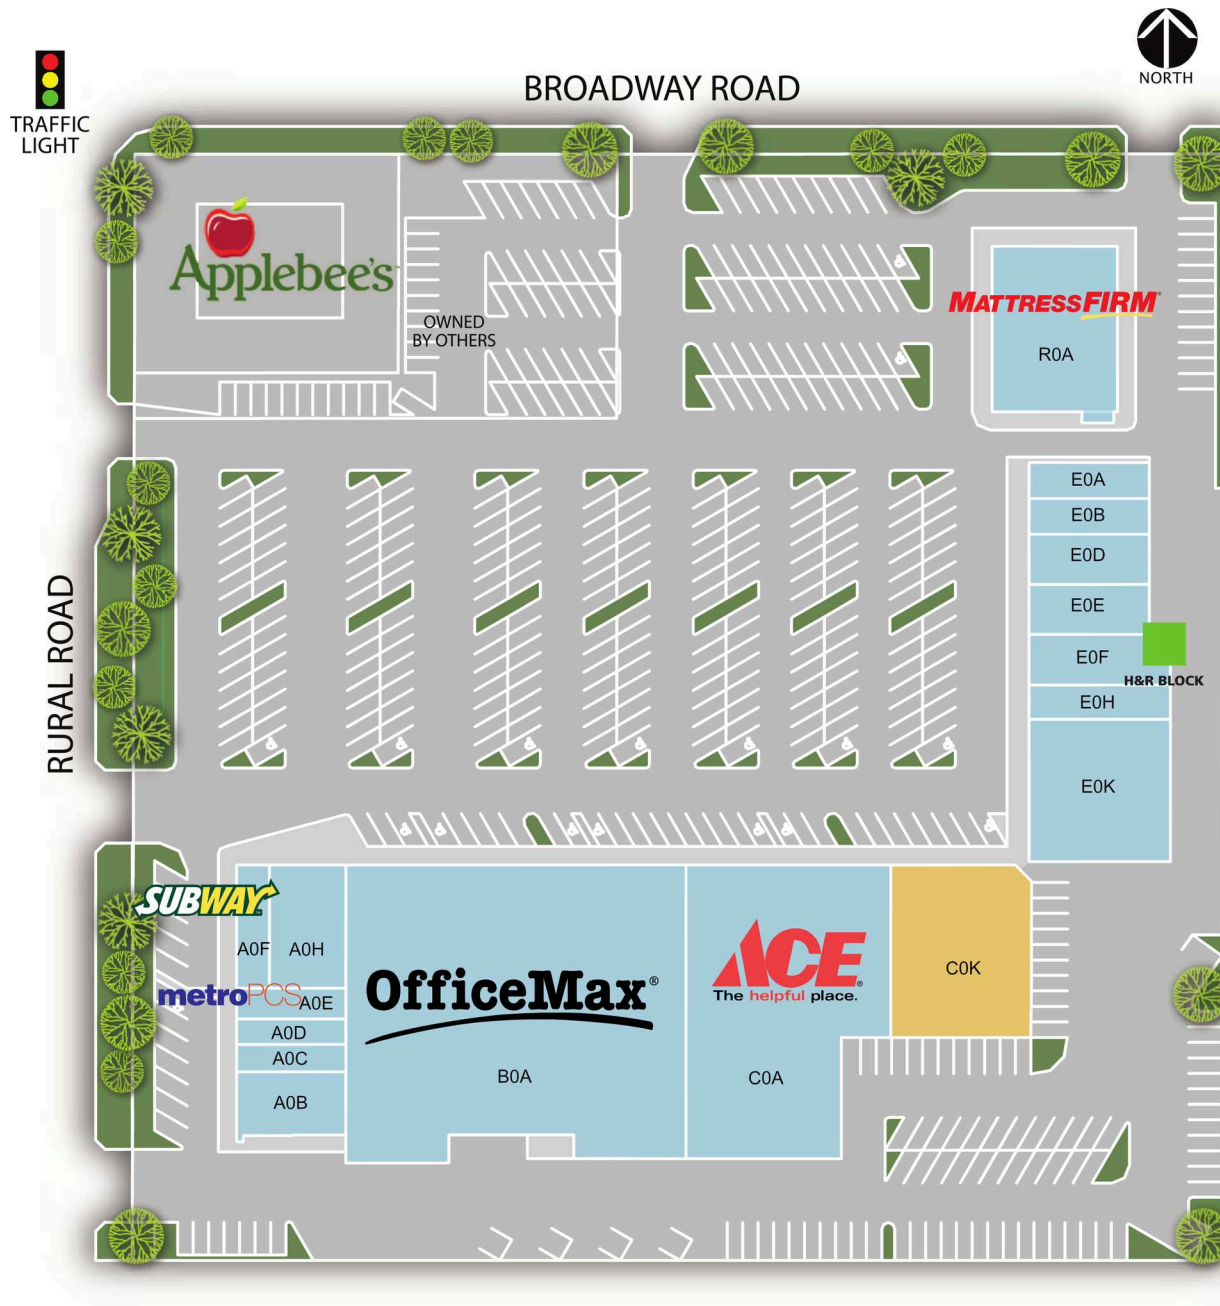 NORTH
BROADWAY ROAD
TRAFFIC
LIGHT
Applebee's
OWNED
BY OTHERS
MATTRESSFIRM®
R0A
E0A
E0B
E0D
E0E
E0F
H&R BLOCK
E0H
E0K
RURAL ROAD
SUBWAY
A0F
A0H
metroPCS
A0E
A0D
A0C
A0B
OfficeMax®
B0A
ACE®
The helpful place.
C0A
C0K